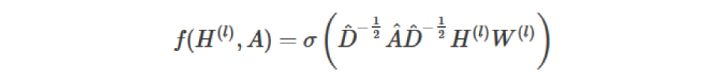 f(H⁽ˡ⁾, A) = σ(D̂^{-1/2} Â D̂^{-1/2} H⁽ˡ⁾ W⁽ˡ⁾)